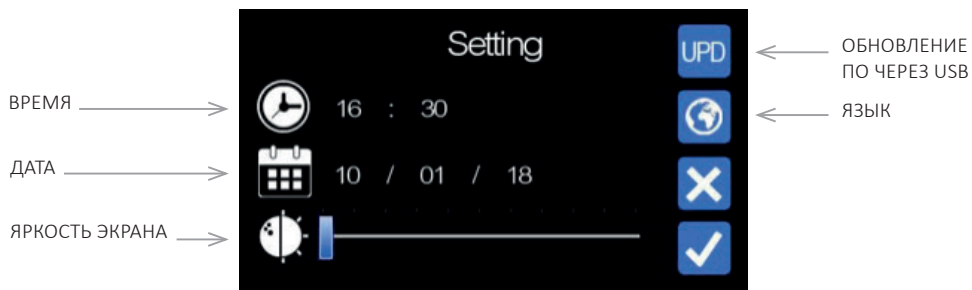 Setting
UPD
ОБНОВЛЕНИЕ
ПО ЧЕРЕЗ USB
ВРЕМЯ
16 : 30
ЯЗЫК
ДАТА
10 / 01 / 18
ЯРКОСТЬ ЭКРАНА